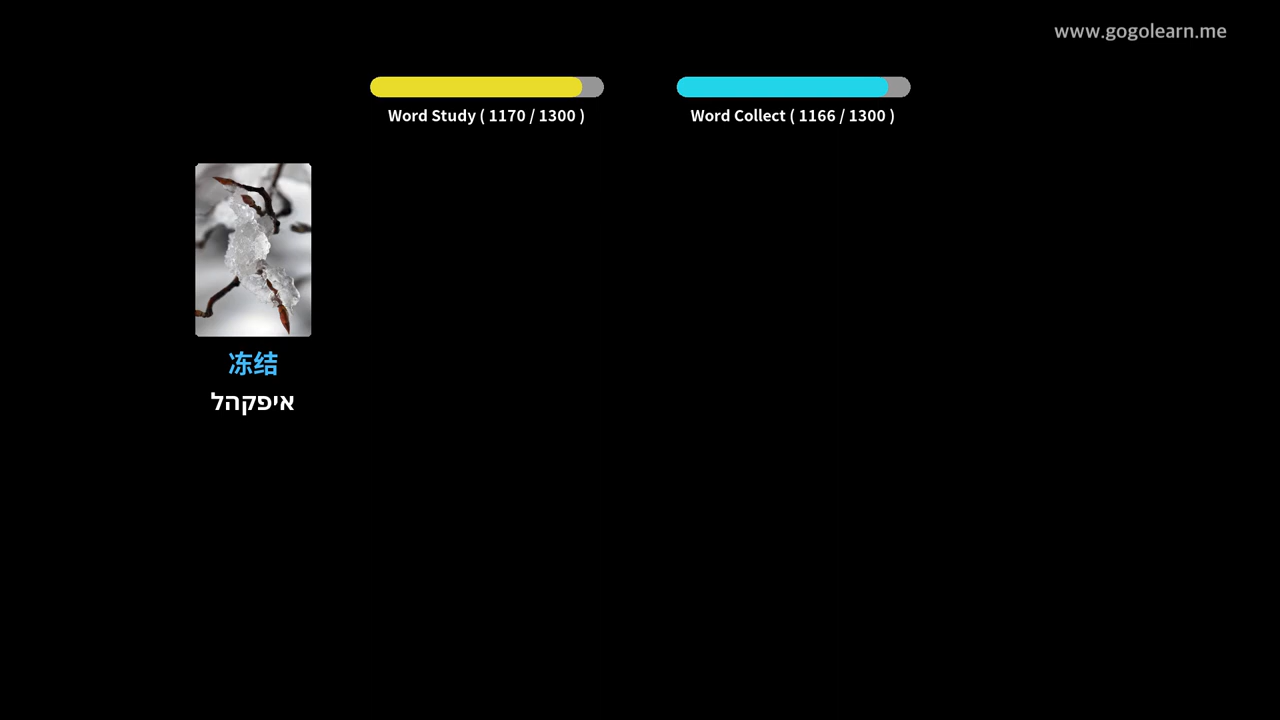 www.gogolearn.me
Word Study ( 1170 / 1300 )
Word Collect ( 1166 / 1300 )
冻结
איפקהל